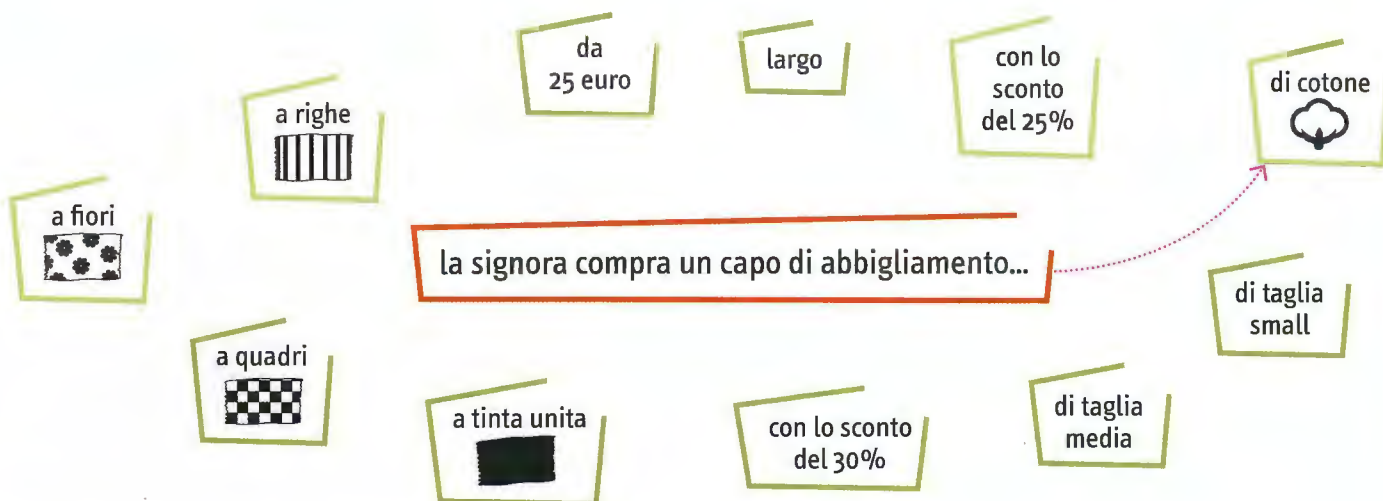 da
25 euro
largo
con lo
sconto
del 25%
di cotone
a righe
a fiori
la signora compra un capo di abbigliamento...
di taglia
small
a quadri
a tinta unita
con lo sconto
del 30%
di taglia
media